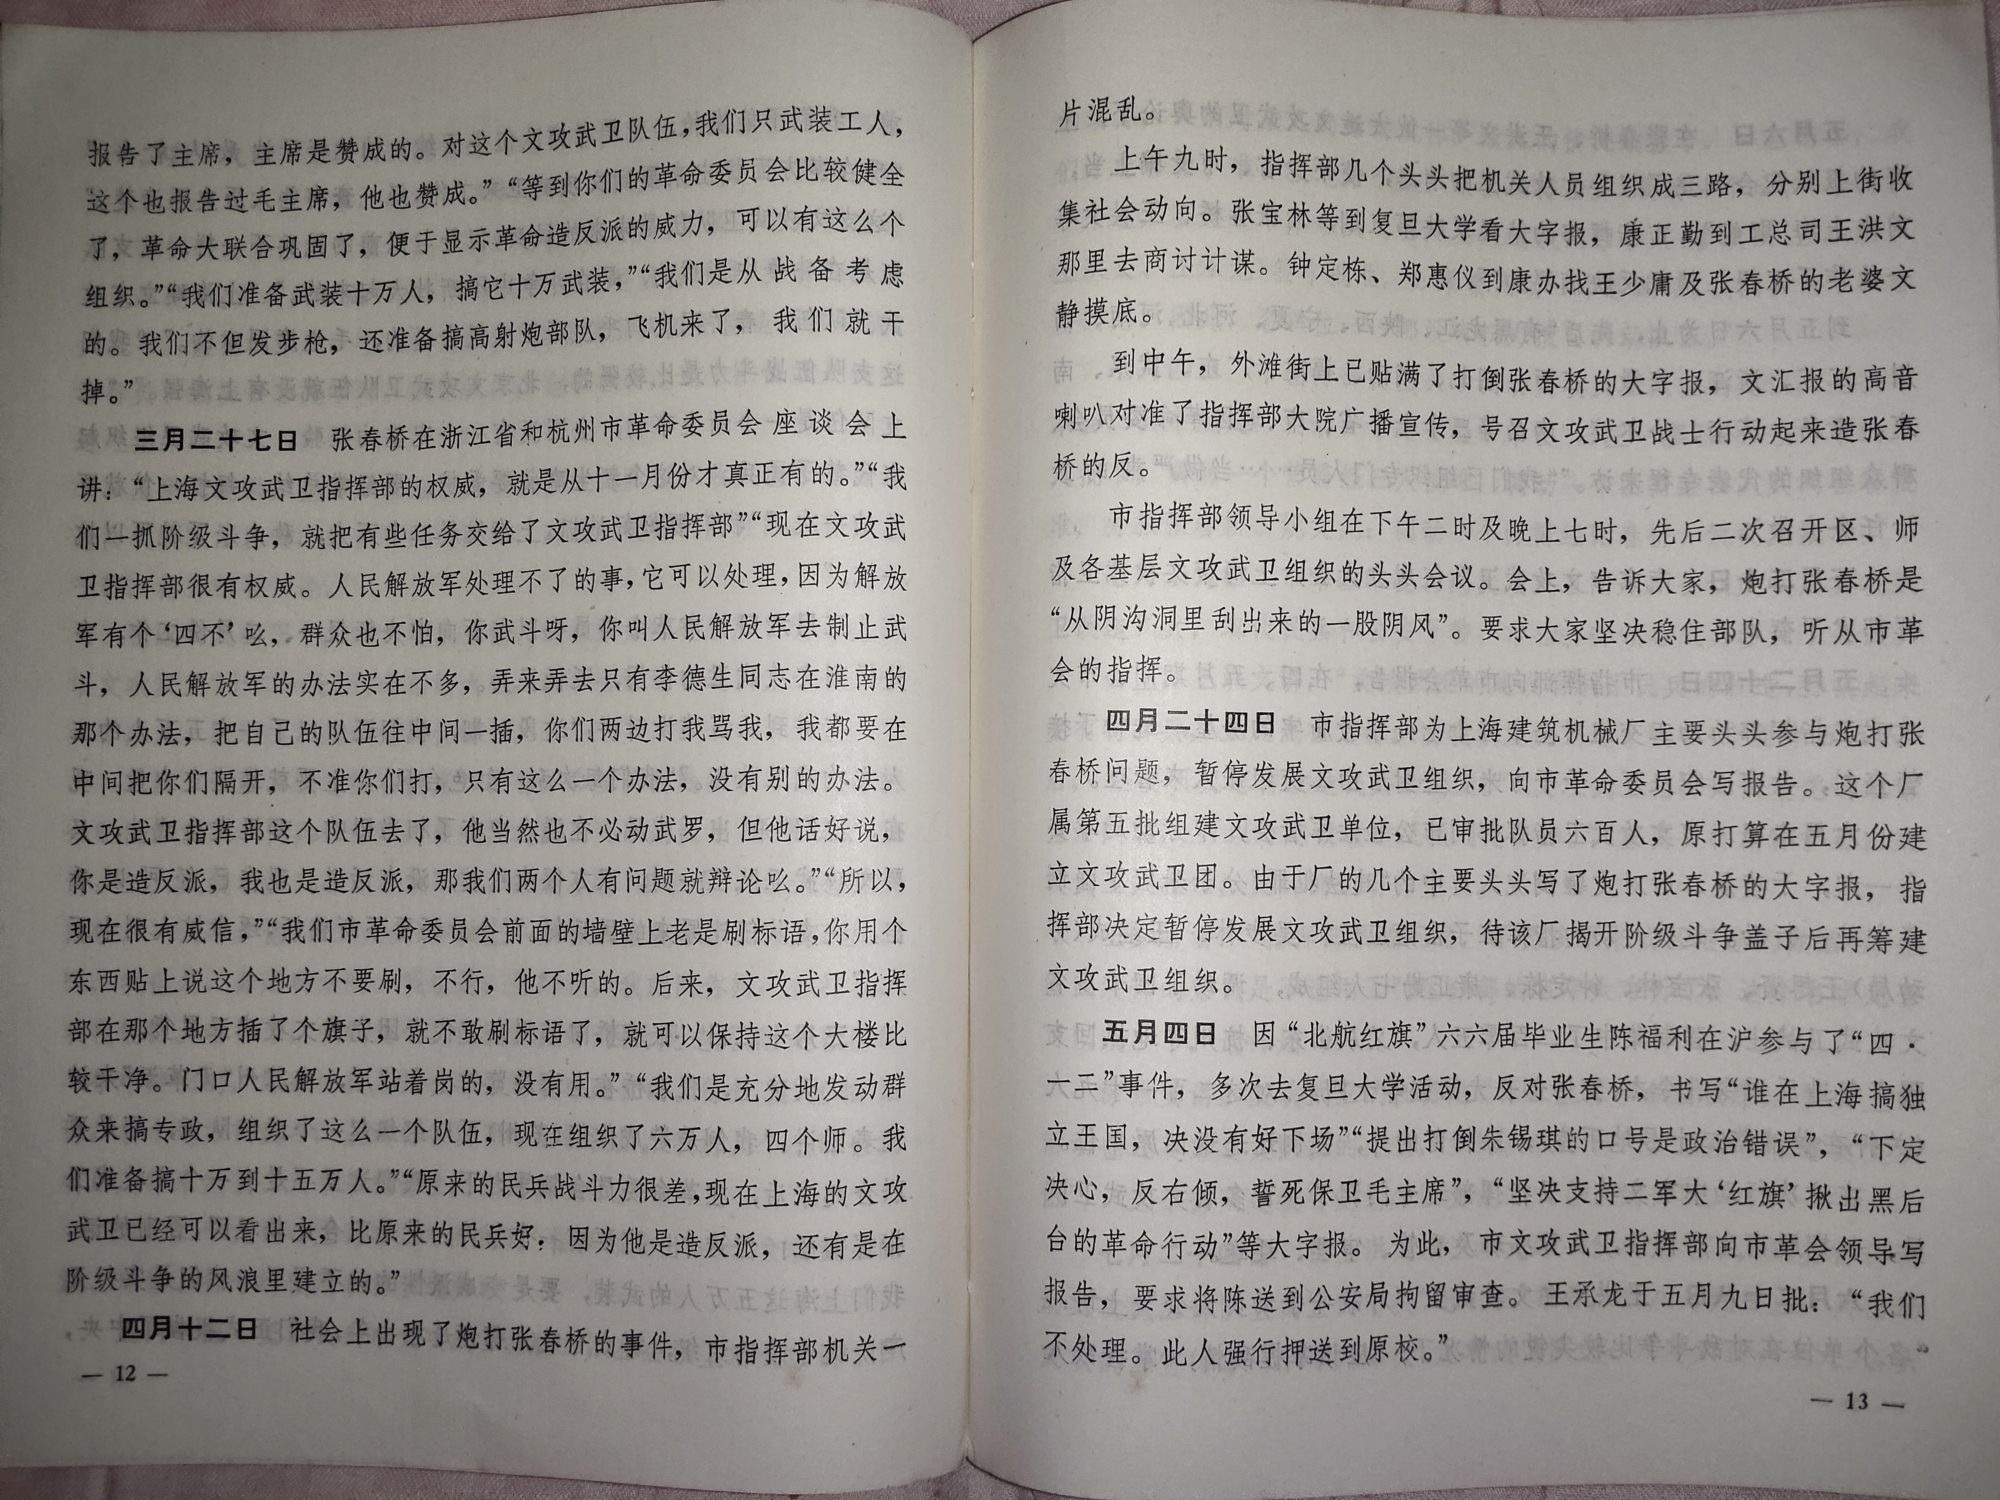 报告了主席，主席是赞成的。对这个文攻武卫队伍，我们只武装工人，
这个也报告过毛主席，他也赞成。”“等到你们的革命委员会比较健全
了，革命大联合巩固了，便于显示革命造反派的威力，可以有这么个
组织。”“我们准备武装十万人，搞它十万武装，”“我们是从战备考虑
的。我们不但发步枪，还准备搞高射炮部队，飞机来了，我们就干
掉。”
三月二十七日　张春桥在浙江省和杭州市革命委员会座谈会上
讲：“上海文攻武卫指挥部的权威，就是从十一月份才真正有的。”“我
们一抓阶级斗争，就把有些任务交给了文攻武卫指挥部”“现在文攻武
卫指挥部很有权威。人民解放军处理不了的事，它可以处理，因为解放
军有个‘四不’吆，群众也不怕，你武斗呀，你叫人民解放军去制止武
斗，人民解放军的办法实在不多，弄来弄去只有李德生同志在淮南的
那个办法，把自己的队伍往中间一插，你们两边打我骂我，我都要在
中间把你们隔开，不准你们打，只有这么一个办法，没有别的办法。
文攻武卫指挥部这个队伍去了，他当然也不必动武罗，但他话好说，
你是造反派，我也是造反派，那我们两个人有问题就辩论吆。”“所以，
现在很有威信，”“我们市革命委员会前面的墙壁上老是刷标语，你用个
东西贴上说这个地方不要刷，不行，他不听的。后来，文攻武卫指挥
部在那个地方插了个旗子，就不敢刷标语了，就可以保持这个大楼比
较干净。门口人民解放军站着岗的，没有用。”“我们是充分地发动群
众来搞专政，组织了这么一个队伍，现在组织了六万人，四个师。我
们准备搞十万到十五万人。”“原来的民兵战斗力很差，现在上海的文攻
武卫已经可以看出来，比原来的民兵好，因为他是造反派，还有是在
阶级斗争的风浪里建立的。”
四月十二日　社会上出现了炮打张春桥的事件，市指挥部机关一
— 12 —
片混乱。
上午九时，指挥部几个头头把机关人员组织成三路，分别上街收
集社会动向。张宝林等到复旦大学看大字报，康正勤到工总司王洪文
那里去商讨计谋。钟定栋、郑惠仪到康办找王少庸及张春桥的老婆文
静摸底。
到中午，外滩街上已贴满了打倒张春桥的大字报，文汇报的高音
喇叭对准了指挥部大院广播宣传，号召文攻武卫战士行动起来造张春
桥的反。
市指挥部领导小组在下午二时及晚上七时，先后二次召开区、师
及各基层文攻武卫组织的头头会议。会上，告诉大家，炮打张春桥是
“从阴沟洞里刮出来的一股阴风”。要求大家坚决稳住部队，听从市革
会的指挥。
四月二十四日　市指挥部为上海建筑机械厂主要头头参与炮打张
春桥问题，暂停发展文攻武卫组织，向市革命委员会写报告。这个厂
属第五批组建文攻武卫单位，已审批队员六百人，原打算在五月份建
立文攻武卫团。由于厂的几个主要头头写了炮打张春桥的大字报，指
挥部决定暂停发展文攻武卫组织，待该厂揭开阶级斗争盖子后再筹建
文攻武卫组织。
五月四日　因“北航红旗”六六届毕业生陈福利在沪参与了“四·
一二”事件，多次去复旦大学活动，反对张春桥，书写“谁在上海搞独
立王国，决没有好下场”“提出打倒朱锡琪的口号是政治错误”，“下定
决心，反右倾，誓死保卫毛主席”，“坚决支持二军大‘红旗’揪出黑后
台的革命行动”等大字报。为此，市文攻武卫指挥部向市革会领导写
报告，要求将陈送到公安局拘留审查。王承龙于五月九日批：“我们
不处理。此人强行押送到原校。”
— 13 —